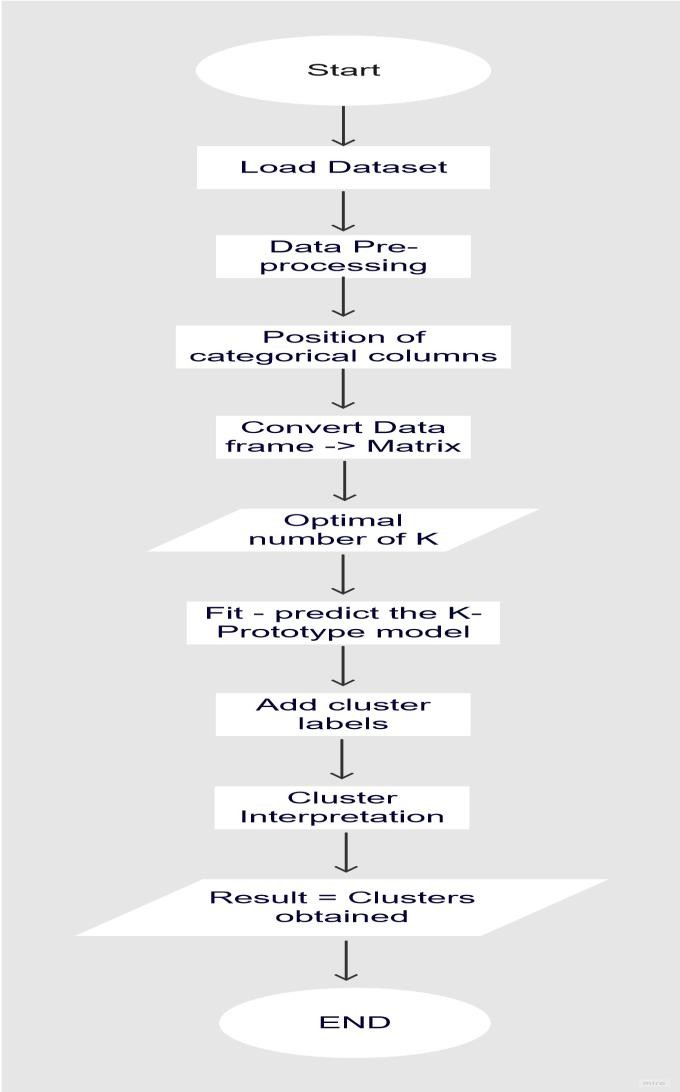 Start
Load Dataset
Data Pre-
processing
Position of
categorical columns
Convert Data
frame -> Matrix
Optimal
number of K
Fit - predict the K-
Prototype model
Add cluster
labels
Cluster
Interpretation
Result = Clusters
obtained
END
miro